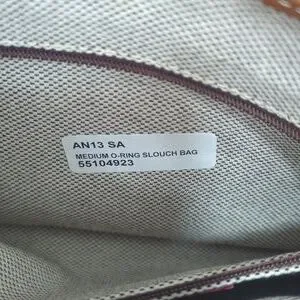 AN13 SA
MEDIUM O-RING SLOUCH BAG
55104923